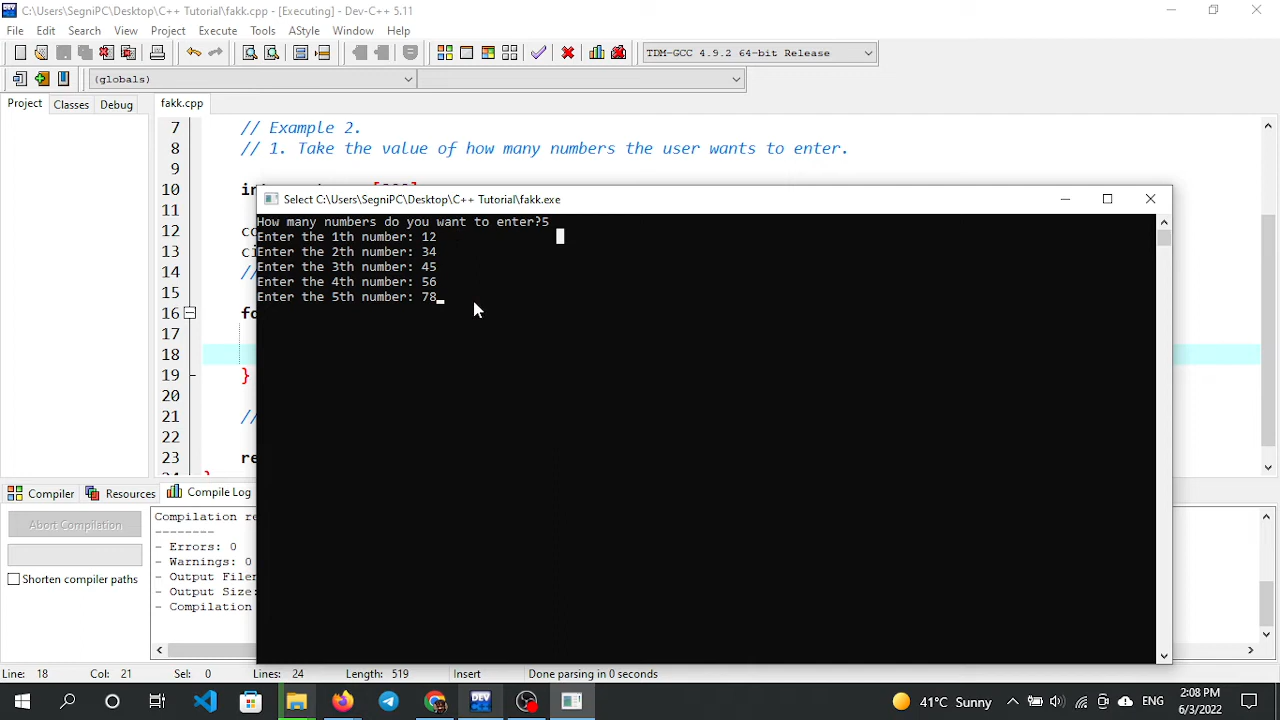 C:\Users\SegniPC\Desktop\C++ Tutorial\fakk.cpp - [Executing] - Dev-C++ 5.11
File Edit Search View Project Execute Tools AStyle Window Help
TDM-GCC 4.9.2 64-bit Release
(globals)
Project Classes Debug
fakk.cpp
7 // Example 2.
8 // 1. Take the value of how many numbers the user wants to enter.
9
10
11
12
13
14 //
15
16
17
18
19 }
20
21 //
22
23
Select C:\Users\SegniPC\Desktop\C++ Tutorial\fakk.exe
How many numbers do you want to enter?5
Enter the 1th number: 12
Enter the 2th number: 34
Enter the 3th number: 45
Enter the 4th number: 56
Enter the 5th number: 78
Compiler Resources Compile Log
Abort Compilation
Shorten compiler paths
Compilation
--------
- Errors: 0
- Warnings: 0
- Output
- Output Size:
- Compilation
Line: 18 Col: 21 Sel: 0 Lines: 24 Length: 519 Insert Done parsing in 0 seconds
DEV
41°C Sunny
ENG
2:08 PM
6/3/2022